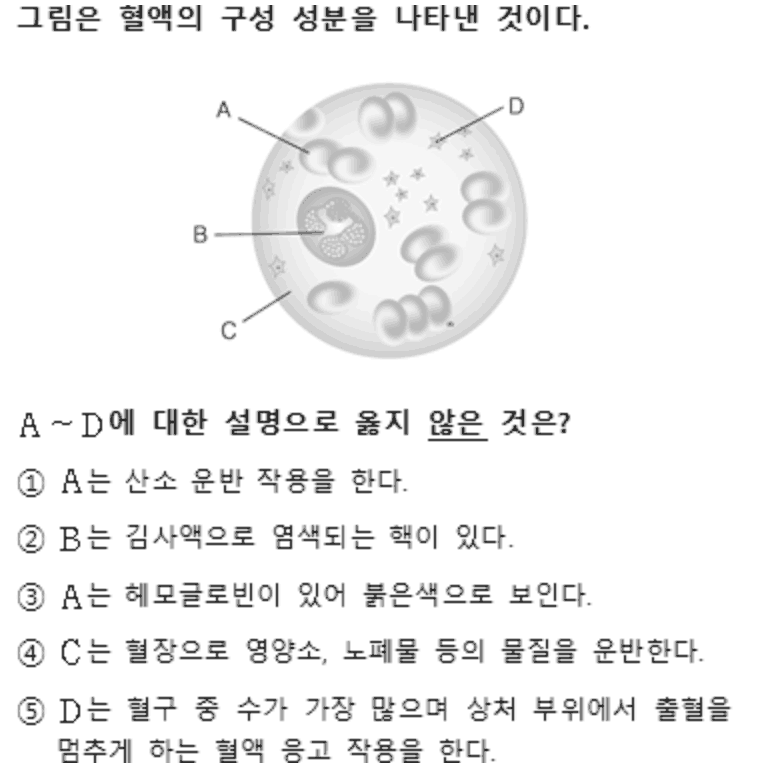 그림은 혈액의 구성 성분을 나타낸 것이다.
A
D
B
C
A ~ D에 대한 설명으로 옳지 않은 것은?
① A는 산소 운반 작용을 한다.
② B는 김사액으로 염색되는 핵이 있다.
③ A는 헤모글로빈이 있어 붉은색으로 보인다.
④ C는 혈장으로 영양소, 노폐물 등의 물질을 운반한다.
⑤ D는 혈구 중 수가 가장 많으며 상처 부위에서 출혈을
멈추게 하는 혈액 응고 작용을 한다.